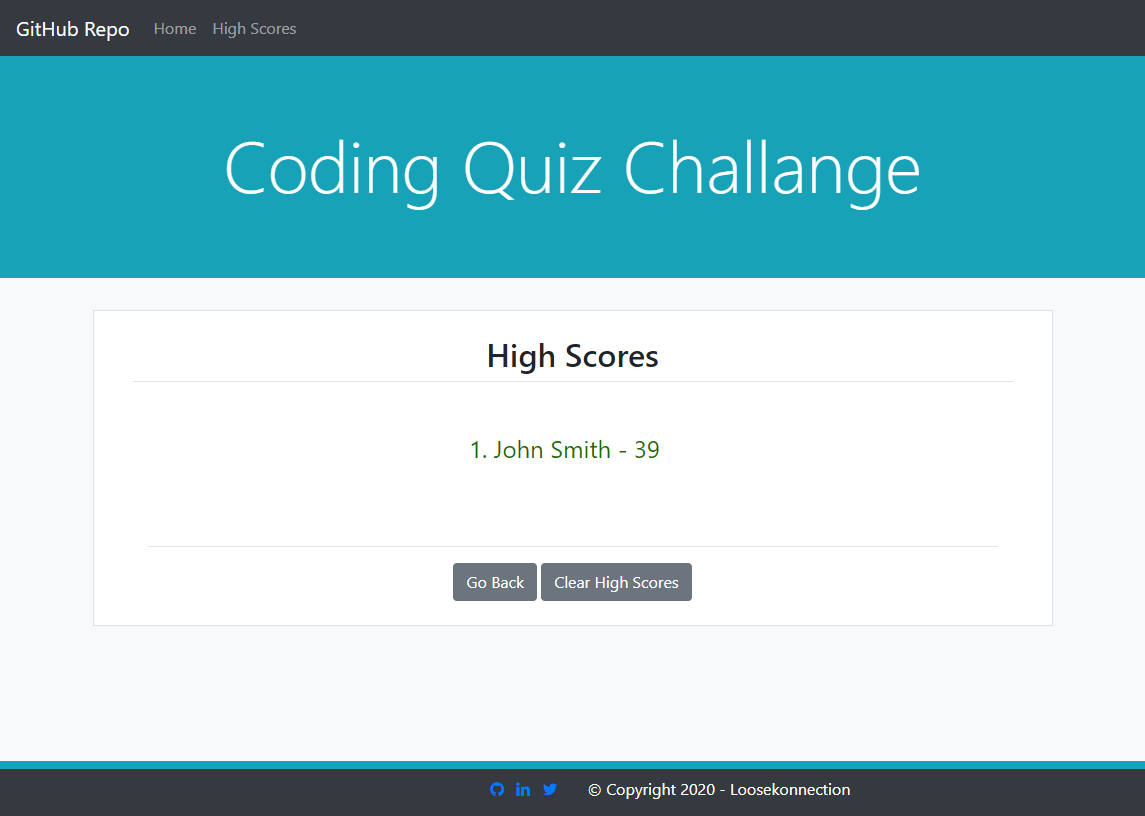 GitHub Repo Home High Scores
Coding Quiz Challange
High Scores
1. John Smith - 39
Go Back Clear High Scores
© Copyright 2020 - Loosekonnection